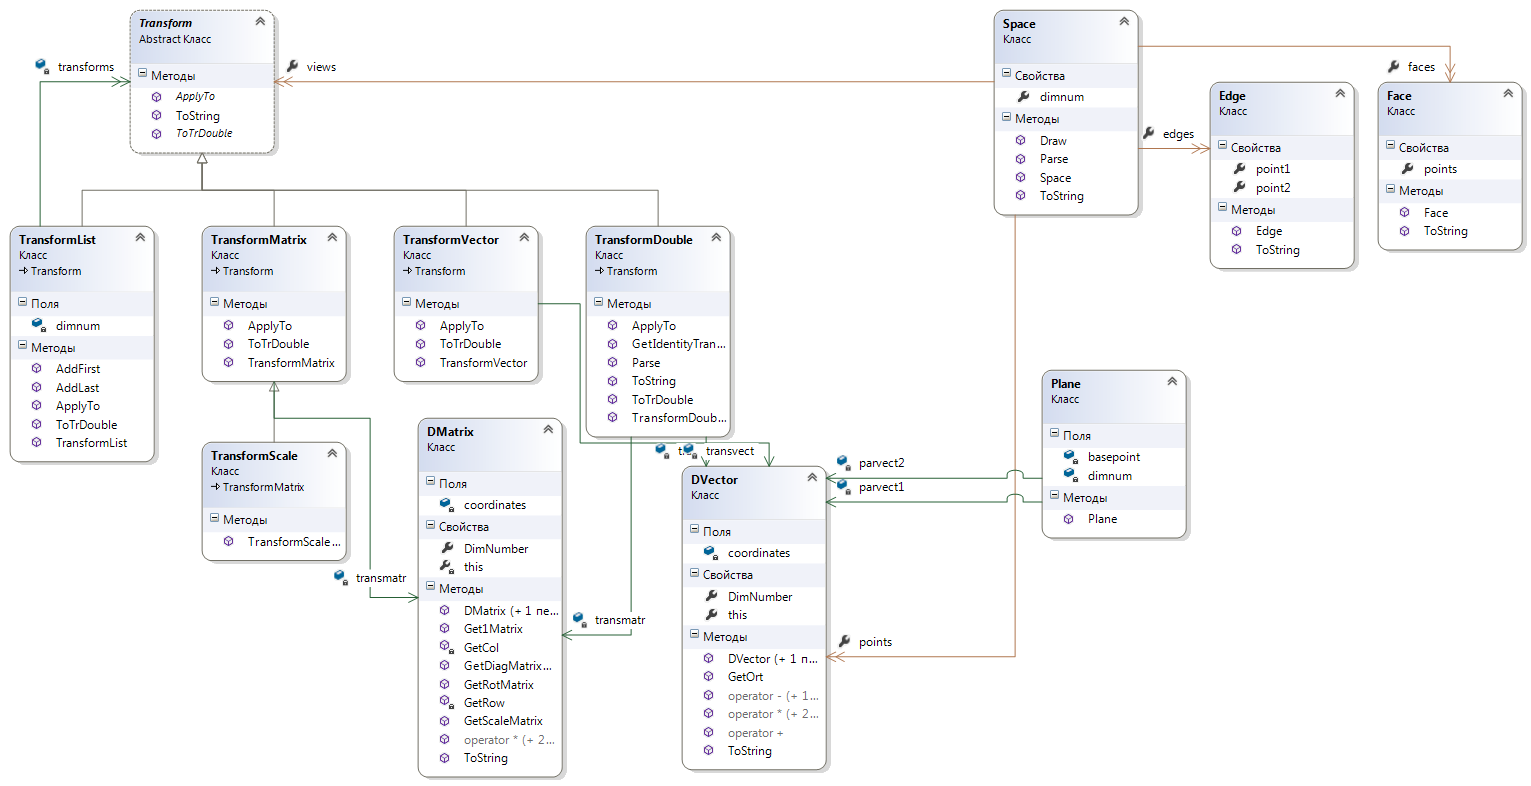 Transform
Abstract Класс
Методы
ApplyTo
ToString
ToTrDouble
transforms
views
Space
Класс
Свойства
dimnum
Методы
Draw
Parse
Space
ToString
edges
faces
Edge
Класс
Свойства
point1
point2
Методы
Edge
ToString
Face
Класс
Свойства
points
Методы
Face
ToString
TransformList
Класс
Transform
Поля
dimnum
Методы
AddFirst
AddLast
ApplyTo
ToTrDouble
TransformList
TransformMatrix
Класс
Transform
Методы
ApplyTo
ToTrDouble
TransformMatrix
TransformVector
Класс
Transform
Методы
ApplyTo
ToTrDouble
TransformVector
TransformDouble
Класс
Transform
Методы
ApplyTo
GetIdentityTran...
Parse
ToString
ToTrDouble
TransformDoub...
TransformScale
Класс
TransformMatrix
Методы
TransformScale...
transmatr
DMatrix
Класс
Поля
coordinates
Свойства
DimNumber
this
Методы
DMatrix (+ 1 пе...
Get1Matrix
GetCol
GetDiagMatrix...
GetRotMatrix
GetRow
GetScaleMatrix
operator * (+ 2...
ToString
transmatr
transvect
DVector
Класс
Поля
coordinates
Свойства
DimNumber
this
Методы
DVector (+ 1 п...
GetOrt
operator - (+ 1...
operator * (+ 2...
operator +
ToString
parvect2
parvect1
points
Plane
Класс
Поля
basepoint
dimnum
Методы
Plane